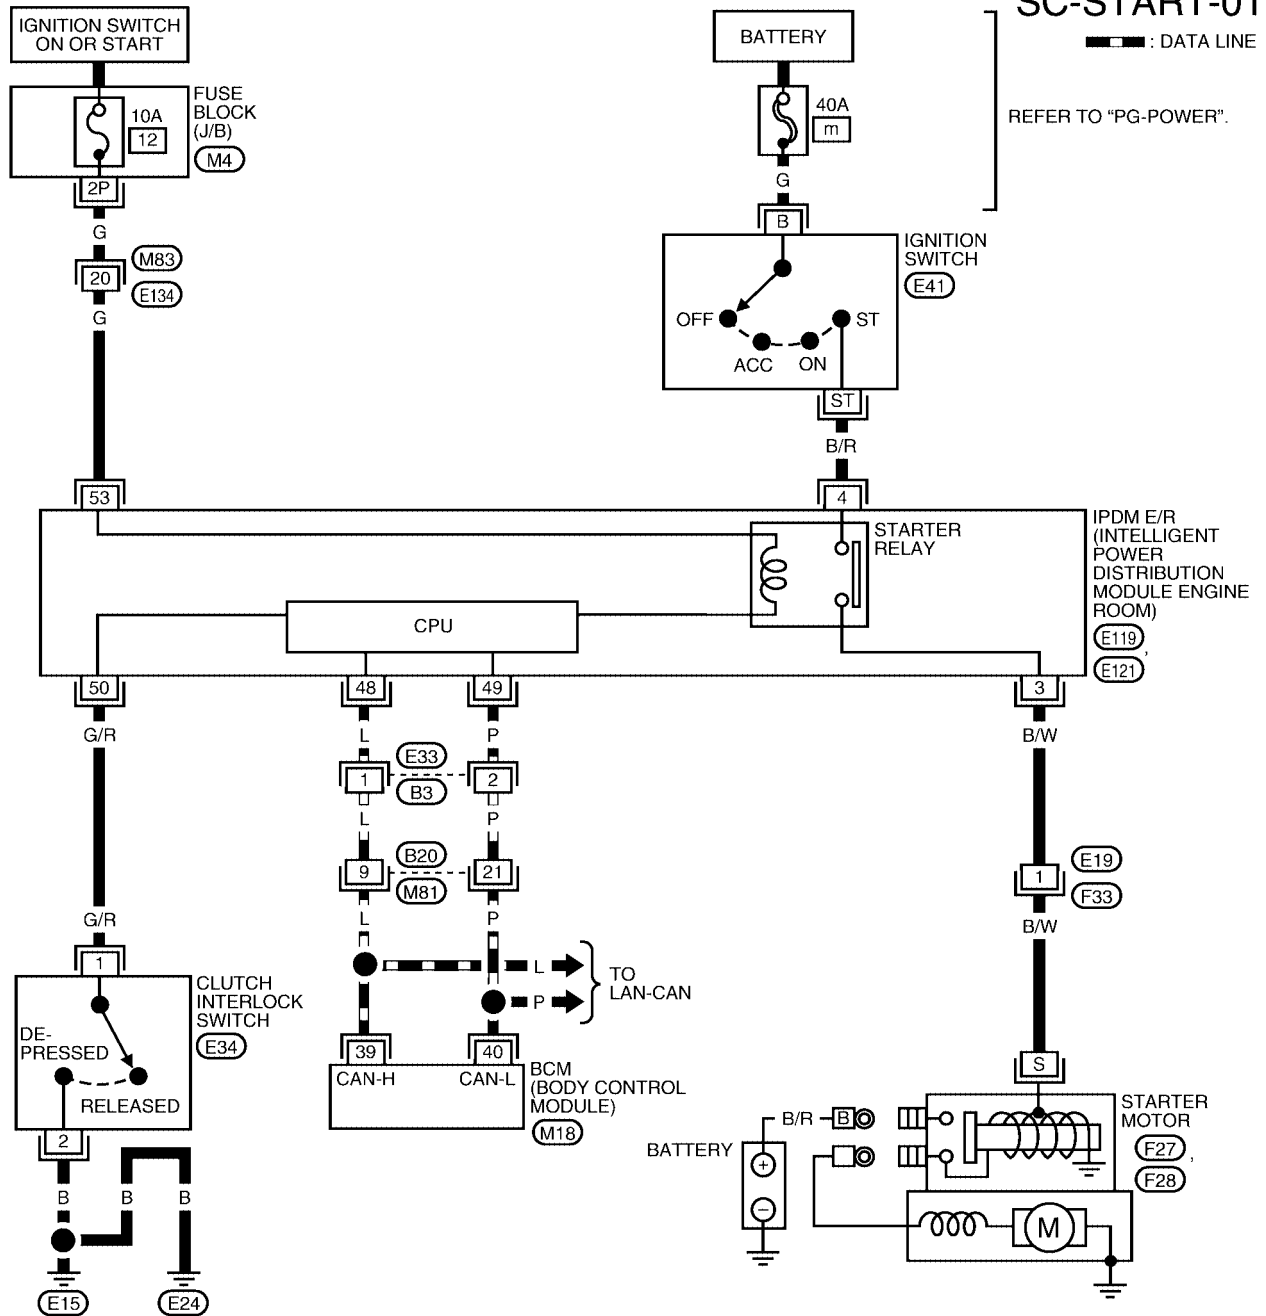 SC-START-01
: DATA LINE
IGNITION SWITCH
ON OR START
FUSE
BLOCK
(J/B)
M4
10A
12
2P
G
20
M83
E134
G
BATTERY
40A
m
G
REFER TO “PG-POWER”.
B
IGNITION
SWITCH
E41
OFF
ACC
ON
ST
ST
B/R
53
4
STARTER
RELAY
CPU
IPDM E/R
(INTELLIGENT
POWER
DISTRIBUTION
MODULE ENGINE
ROOM)
E119
,
E121
50
48
49
3
G/R
L
P
B/W
1
E33
B3
2
L
P
9
B20
M81
21
L
P
1
E19
F33
B/W
G/R
1
CLUTCH
INTERLOCK
SWITCH
E34
DE-
PRESSED
RELEASED
2
B
B
B
E15
E24
L
P
TO
LAN-CAN
39
40
CAN-H
CAN-L
BCM
(BODY CONTROL
MODULE)
M18
S
STARTER
MOTOR
F27
,
F28
BATTERY
B/R
B
+
−
M